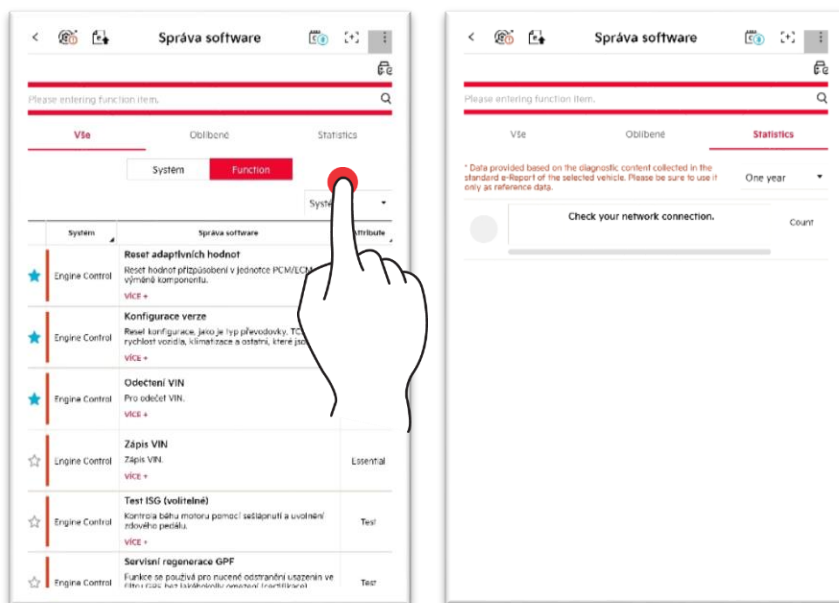 Správa software
Please entering function item.
Vše
Oblíbené
Statistics
System
Function
Systém
Správa software
Reset adaptivních hodnot
Engine Control
Reset hodnot přizpůsobení v jednotce PCM/ECM
výměně komponentu.
VÍCE +
Konfigurace verze
Engine Control
Reset konfigurace, jako je typ převodovky,
rychlost vozidla, klimatizace a ostatní, které
VÍCE +
Odečtení VIN
Engine Control
Pro odečet VIN.
VÍCE +
Zápis VIN
Engine Control
Zápis VIN.
Essential
VÍCE +
Test ISG (volitelné)
Engine Control
Kontrola běhu motoru pomocí sešlápnutí a uvolnění
Test
VÍCE +
Servisní regenerace GPF
Engine Control
Funkce se používá pro nucené odstranění usazenin ve
Test
Správa software
Please entering function item.
Vše
Oblíbené
Statistics
* Data provided based on the diagnostic content collected in the
standard e-Report of the selected vehicle. Please be sure to use it
only as reference data.
One year
Check your network connection.
Count